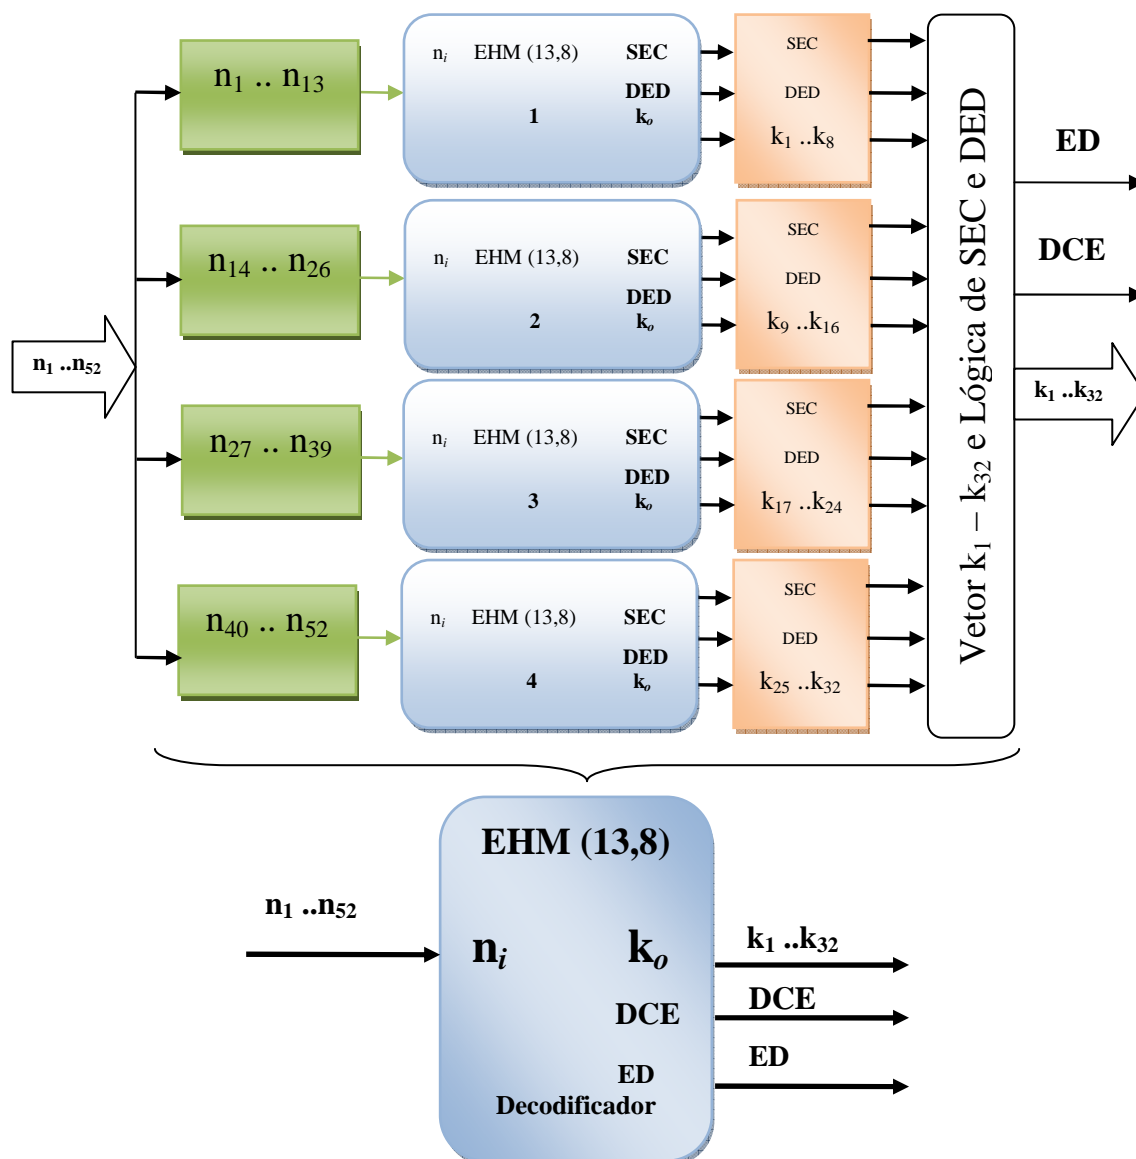 n1 .. n13
ni EHM (13,8) SEC
DED
1 ko
SEC
DED
k1 ..k8
n14 .. n26
ni EHM (13,8) SEC
DED
2 ko
SEC
DED
k9 ..k16
n1 ..n52
n27 .. n39
ni EHM (13,8) SEC
DED
3 ko
SEC
DED
k17 ..k24
n40 .. n52
ni EHM (13,8) SEC
DED
4 ko
SEC
DED
k25 ..k32
Vetor k1 – k32 e Lógica de SEC e DED
ED
DCE
k1 ..k32
EHM (13,8)
n1 ..n52
ni ko
k1 ..k32
DCE
DCE
ED
ED
Decodificador